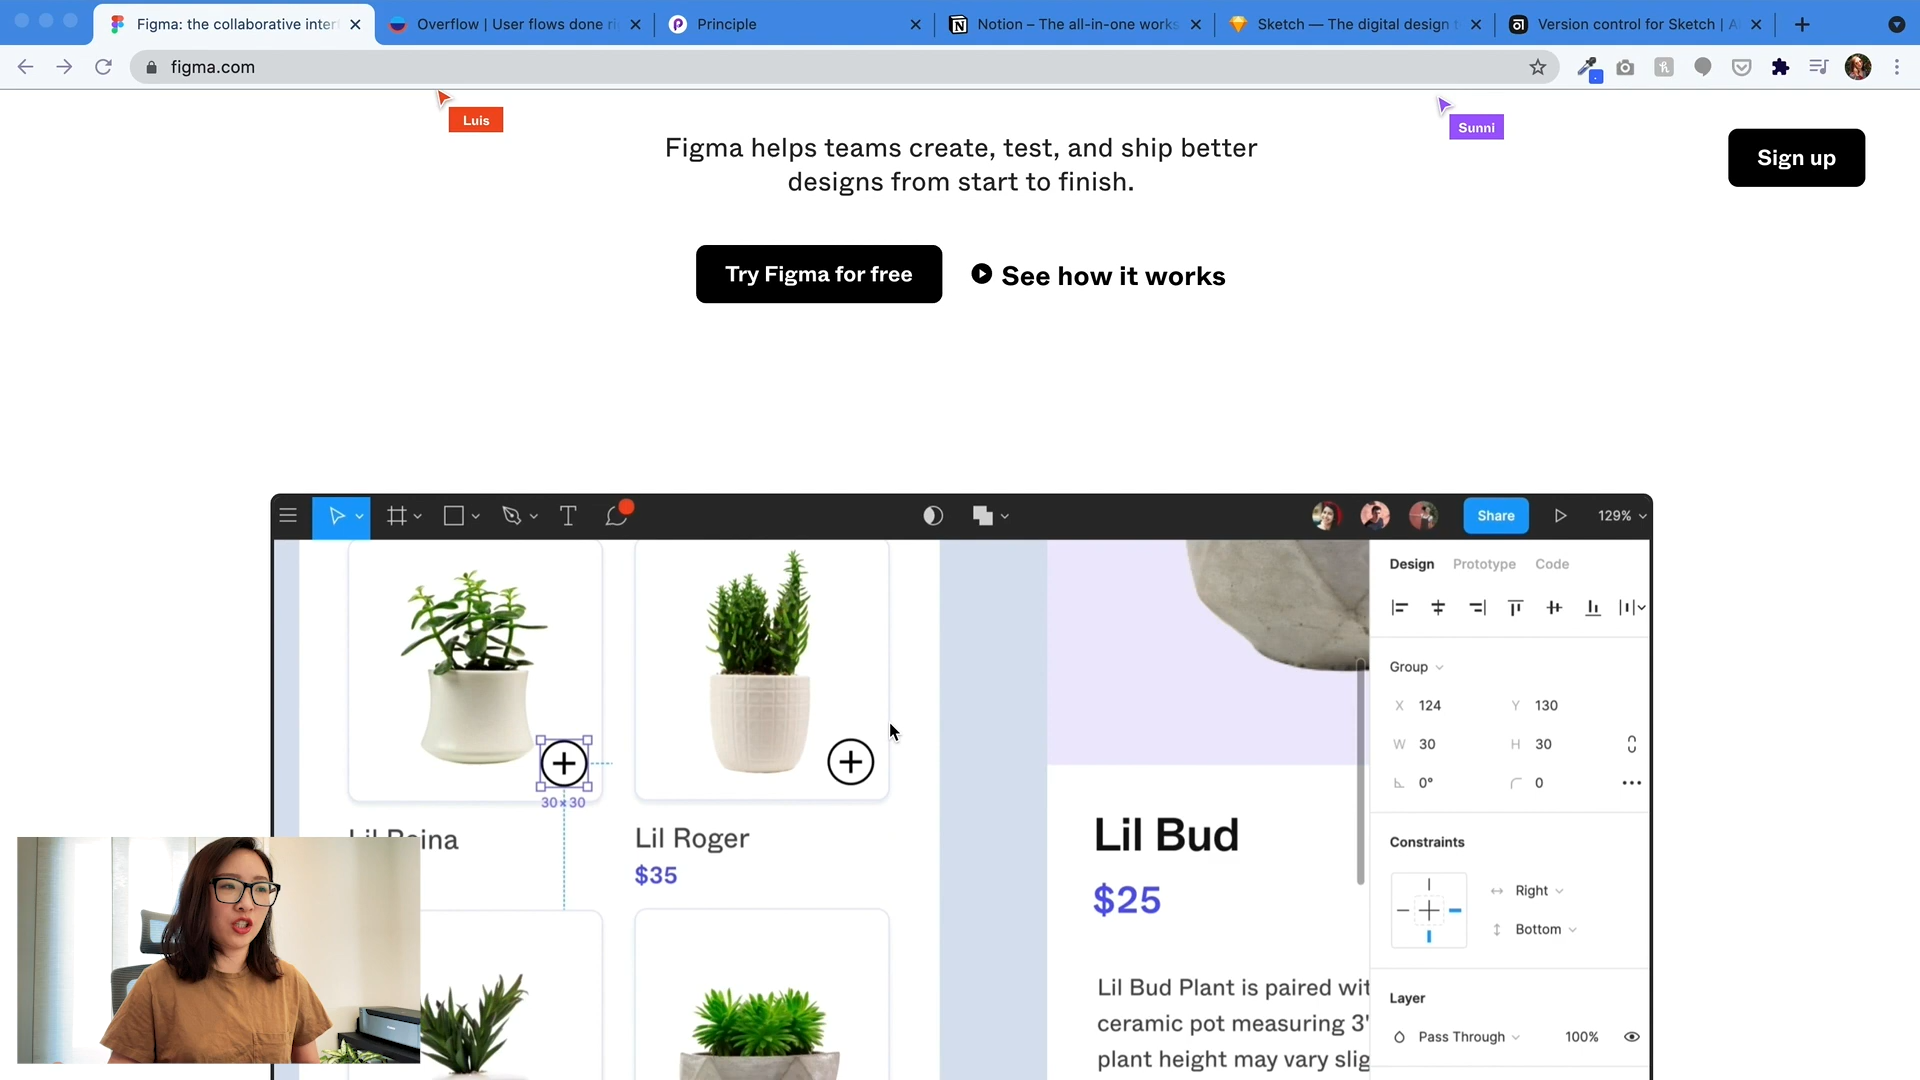 Figma: the collaborative inter
Overflow | User flows done ri
Principle
Notion – The all-in-one works
Sketch — The digital design t
Version control for Sketch | A
figma.com
Luis
Sunni
Figma helps teams create, test, and ship better
designs from start to finish.
Sign up
Try Figma for free
See how it works
Share
129%
Design Prototype Code
Group
X 124 Y 130
W 30 H 30
0° 0
30×30
Lil Reina
Lil Roger
$35
Lil Bud
$25
Lil Bud Plant is paired wit
ceramic pot measuring 3"
plant height may vary slig
Constraints
Right
Bottom
Layer
Pass Through 100%